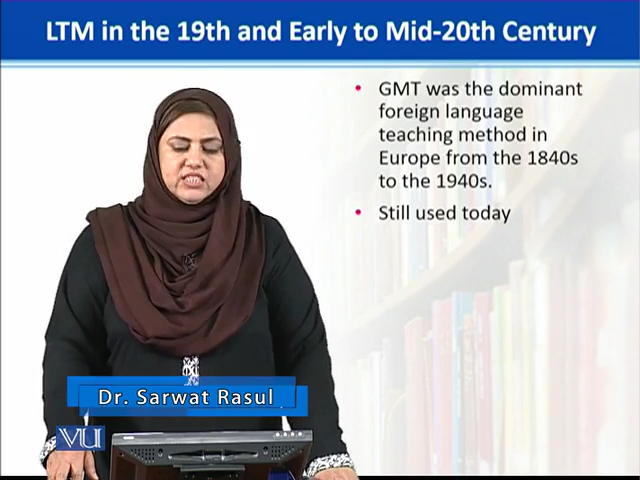 LTM in the 19th and Early to Mid-20th Century
• GMT was the dominant
foreign language
teaching method in
Europe from the 1840s
to the 1940s.
• Still used today
Dr. Sarwat Rasul
VU